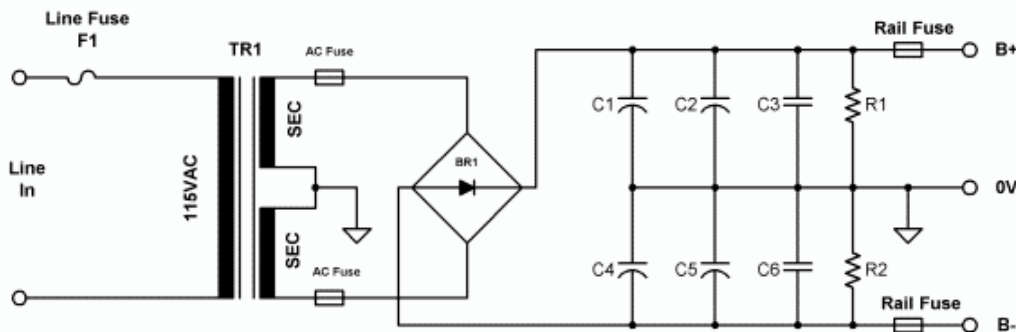 Line Fuse
F1
TR1
AC Fuse
Rail Fuse
B+
SEC
C1
C2
C3
R1
BR1
Line
In
115VAC
0V
SEC
C4
C5
C6
R2
AC Fuse
Rail Fuse
B-